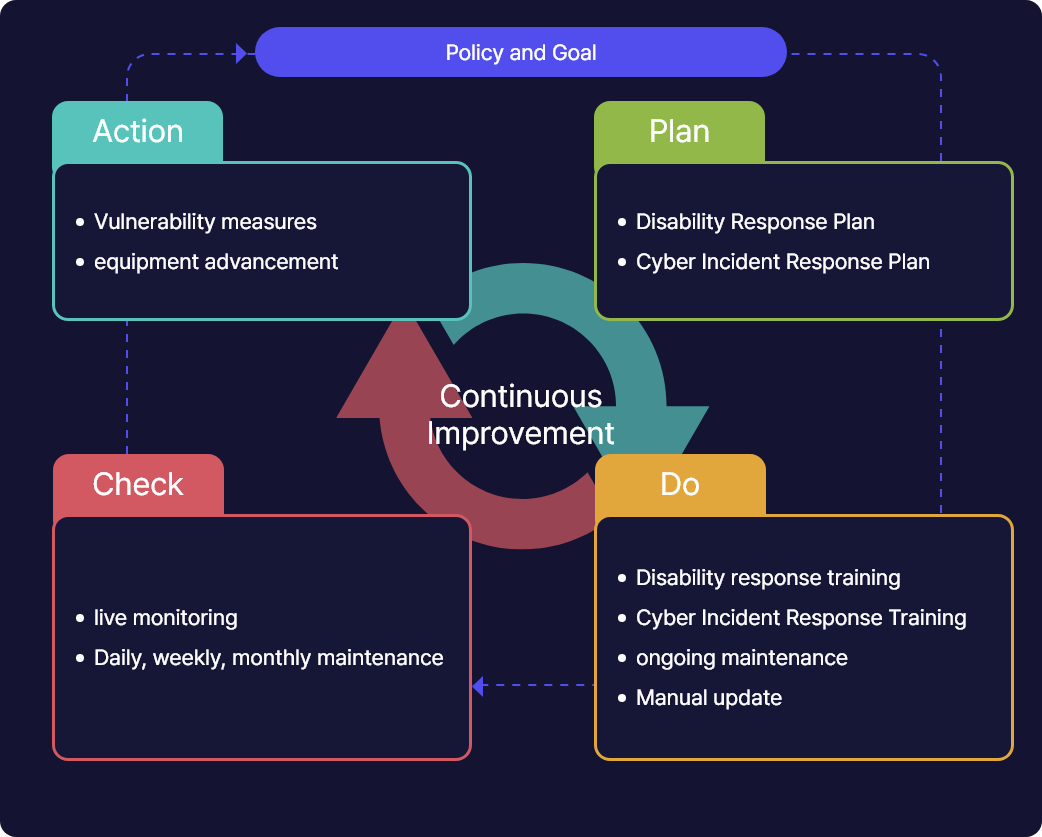 Policy and Goal
Action
• Vulnerability measures
• equipment advancement
Plan
• Disability Response Plan
• Cyber Incident Response Plan
Continuous
Improvement
Check
• live monitoring
• Daily, weekly, monthly maintenance
Do
• Disability response training
• Cyber Incident Response Training
• ongoing maintenance
• Manual update